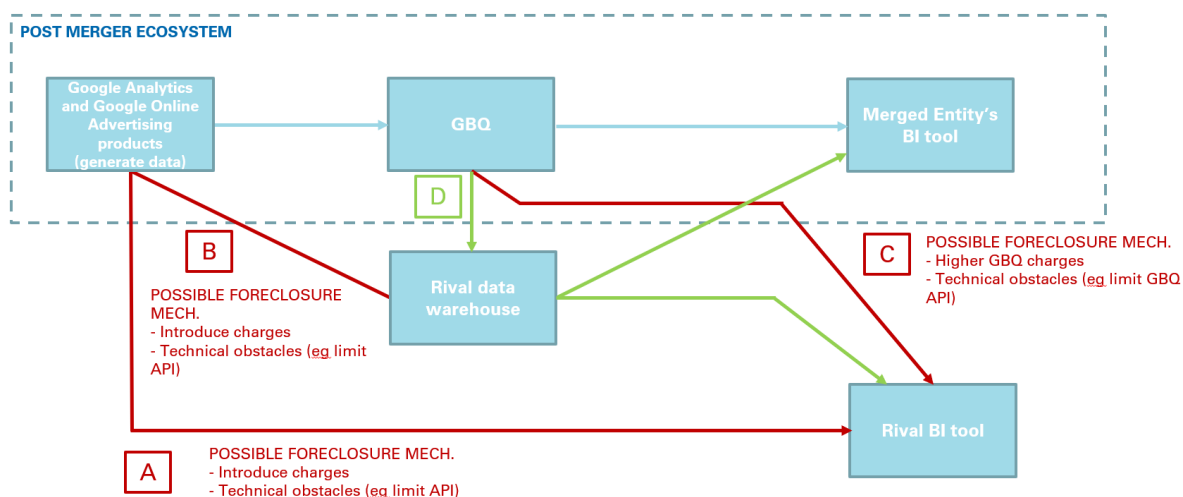 POST MERGER ECOSYSTEM
Google Analytics
and Google Online
Advertising
products
(generate data)
GBQ
Merged Entity's
BI tool
D
B
POSSIBLE FORECLOSURE
MECH.
- Introduce charges
- Technical obstacles (eg limit
API)
Rival data
warehouse
C
POSSIBLE FORECLOSURE MECH.
- Higher GBQ charges
- Technical obstacles (eg limit GBQ
API)
Rival BI tool
A
POSSIBLE FORECLOSURE MECH.
- Introduce charges
- Technical obstacles (eg limit API)